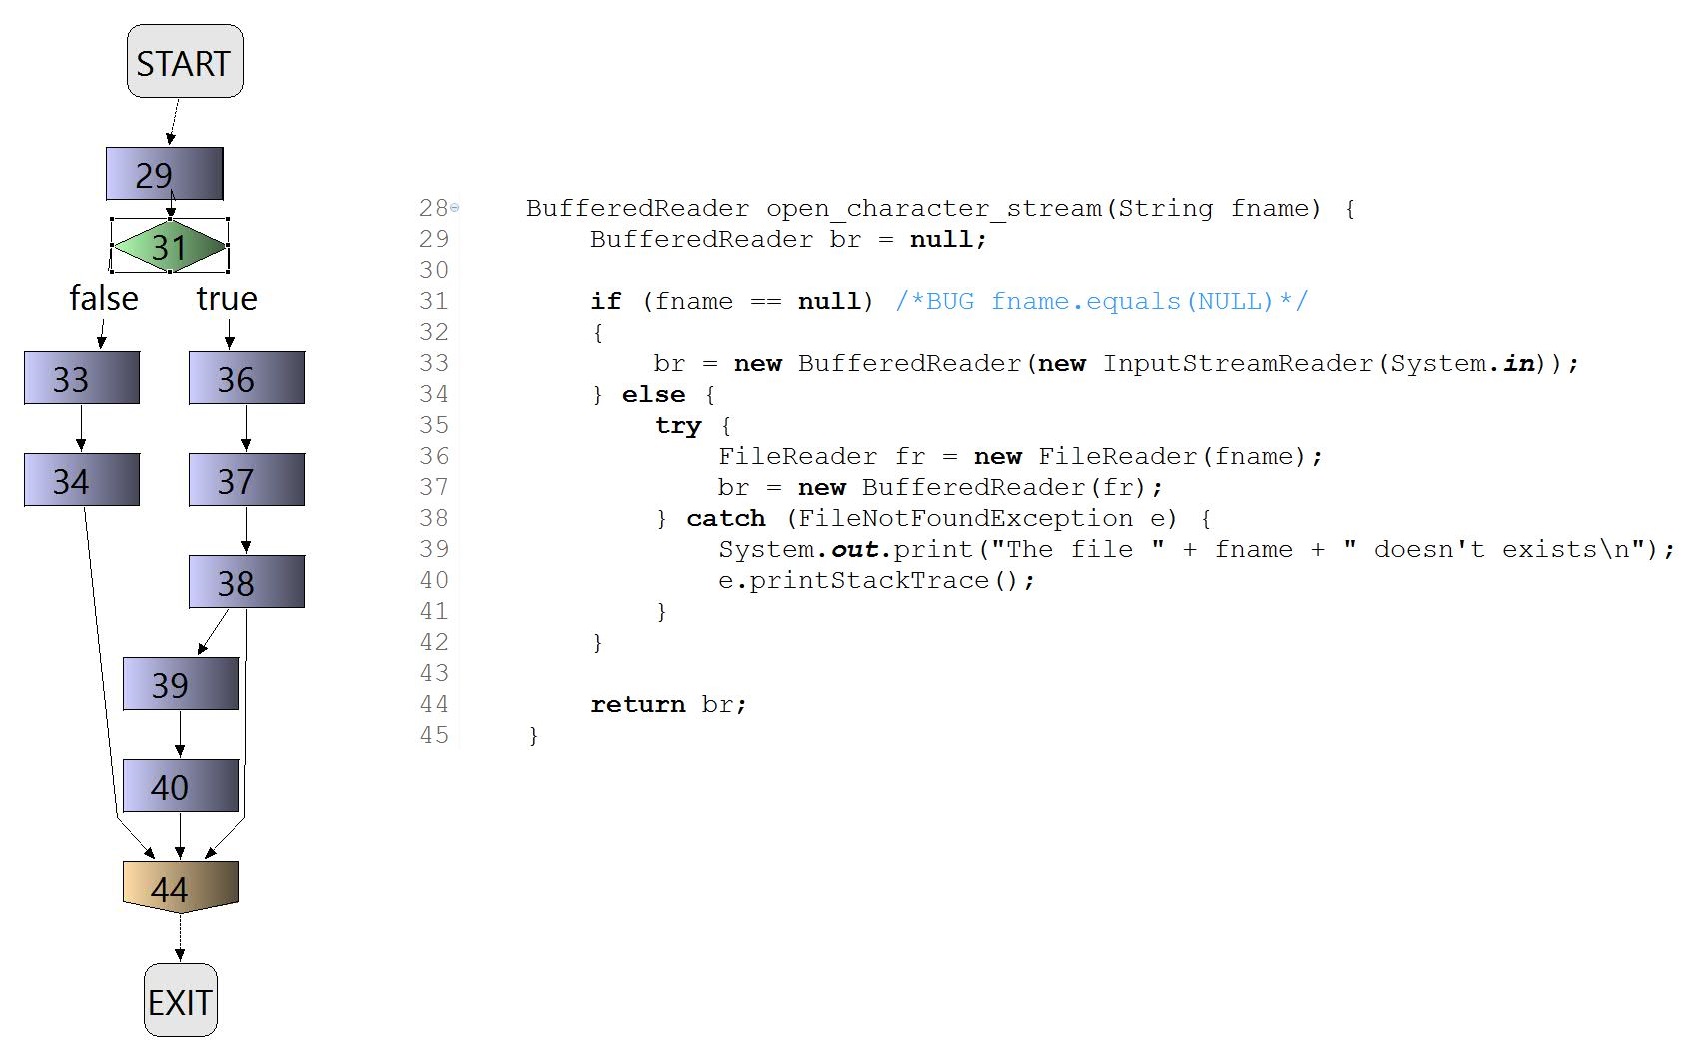 START
29
31
false true
33 36
34 37
38
39
40
44
EXIT
28 BufferedReader open_character_stream(String fname) {
29 BufferedReader br = null;
30
31 if (fname == null) /*BUG fname.equals(NULL)*/
32 {
33 br = new BufferedReader(new InputStreamReader(System.in));
34 } else {
35 try {
36 FileReader fr = new FileReader(fname);
37 br = new BufferedReader(fr);
38 } catch (FileNotFoundException e) {
39 System.out.print("The file " + fname + " doesn't exists\n");
40 e.printStackTrace();
41 }
42 }
43
44 return br;
45 }